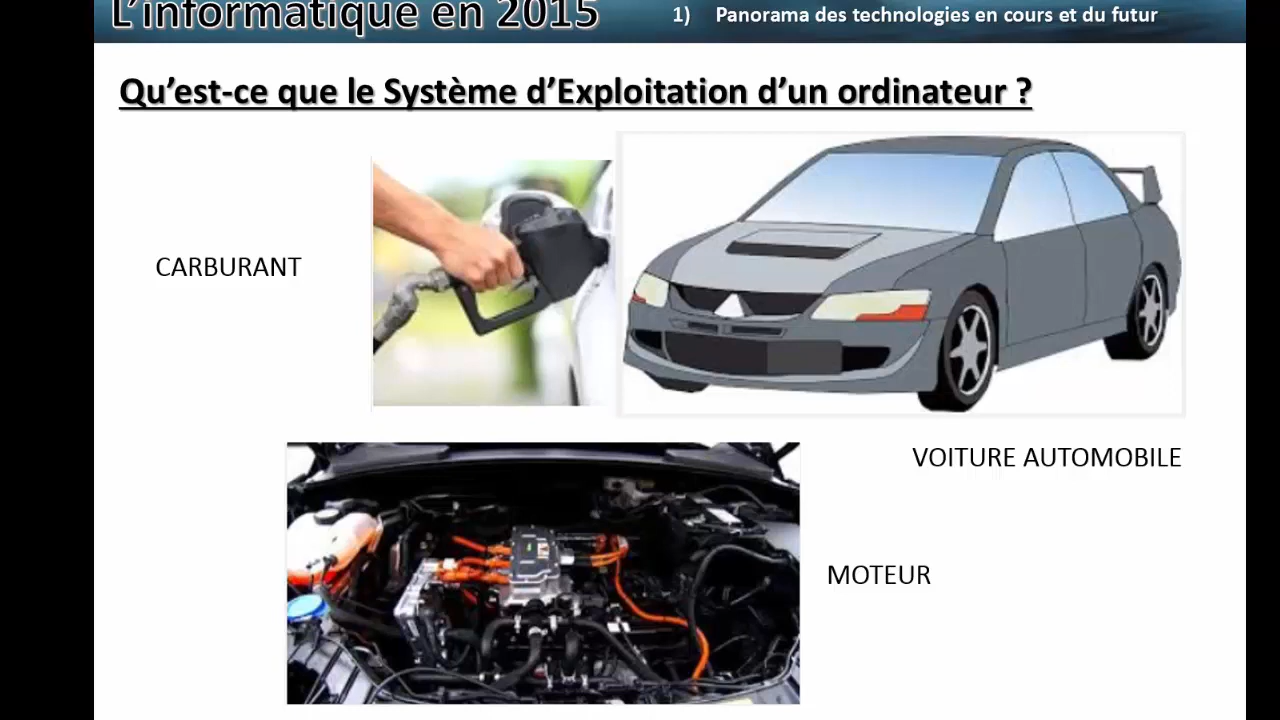 L’informatique en 2015
1) Panorama des technologies en cours et du futur
Qu’est-ce que le Système d’Exploitation d’un ordinateur ?
CARBURANT
VOITURE AUTOMOBILE
MOTEUR